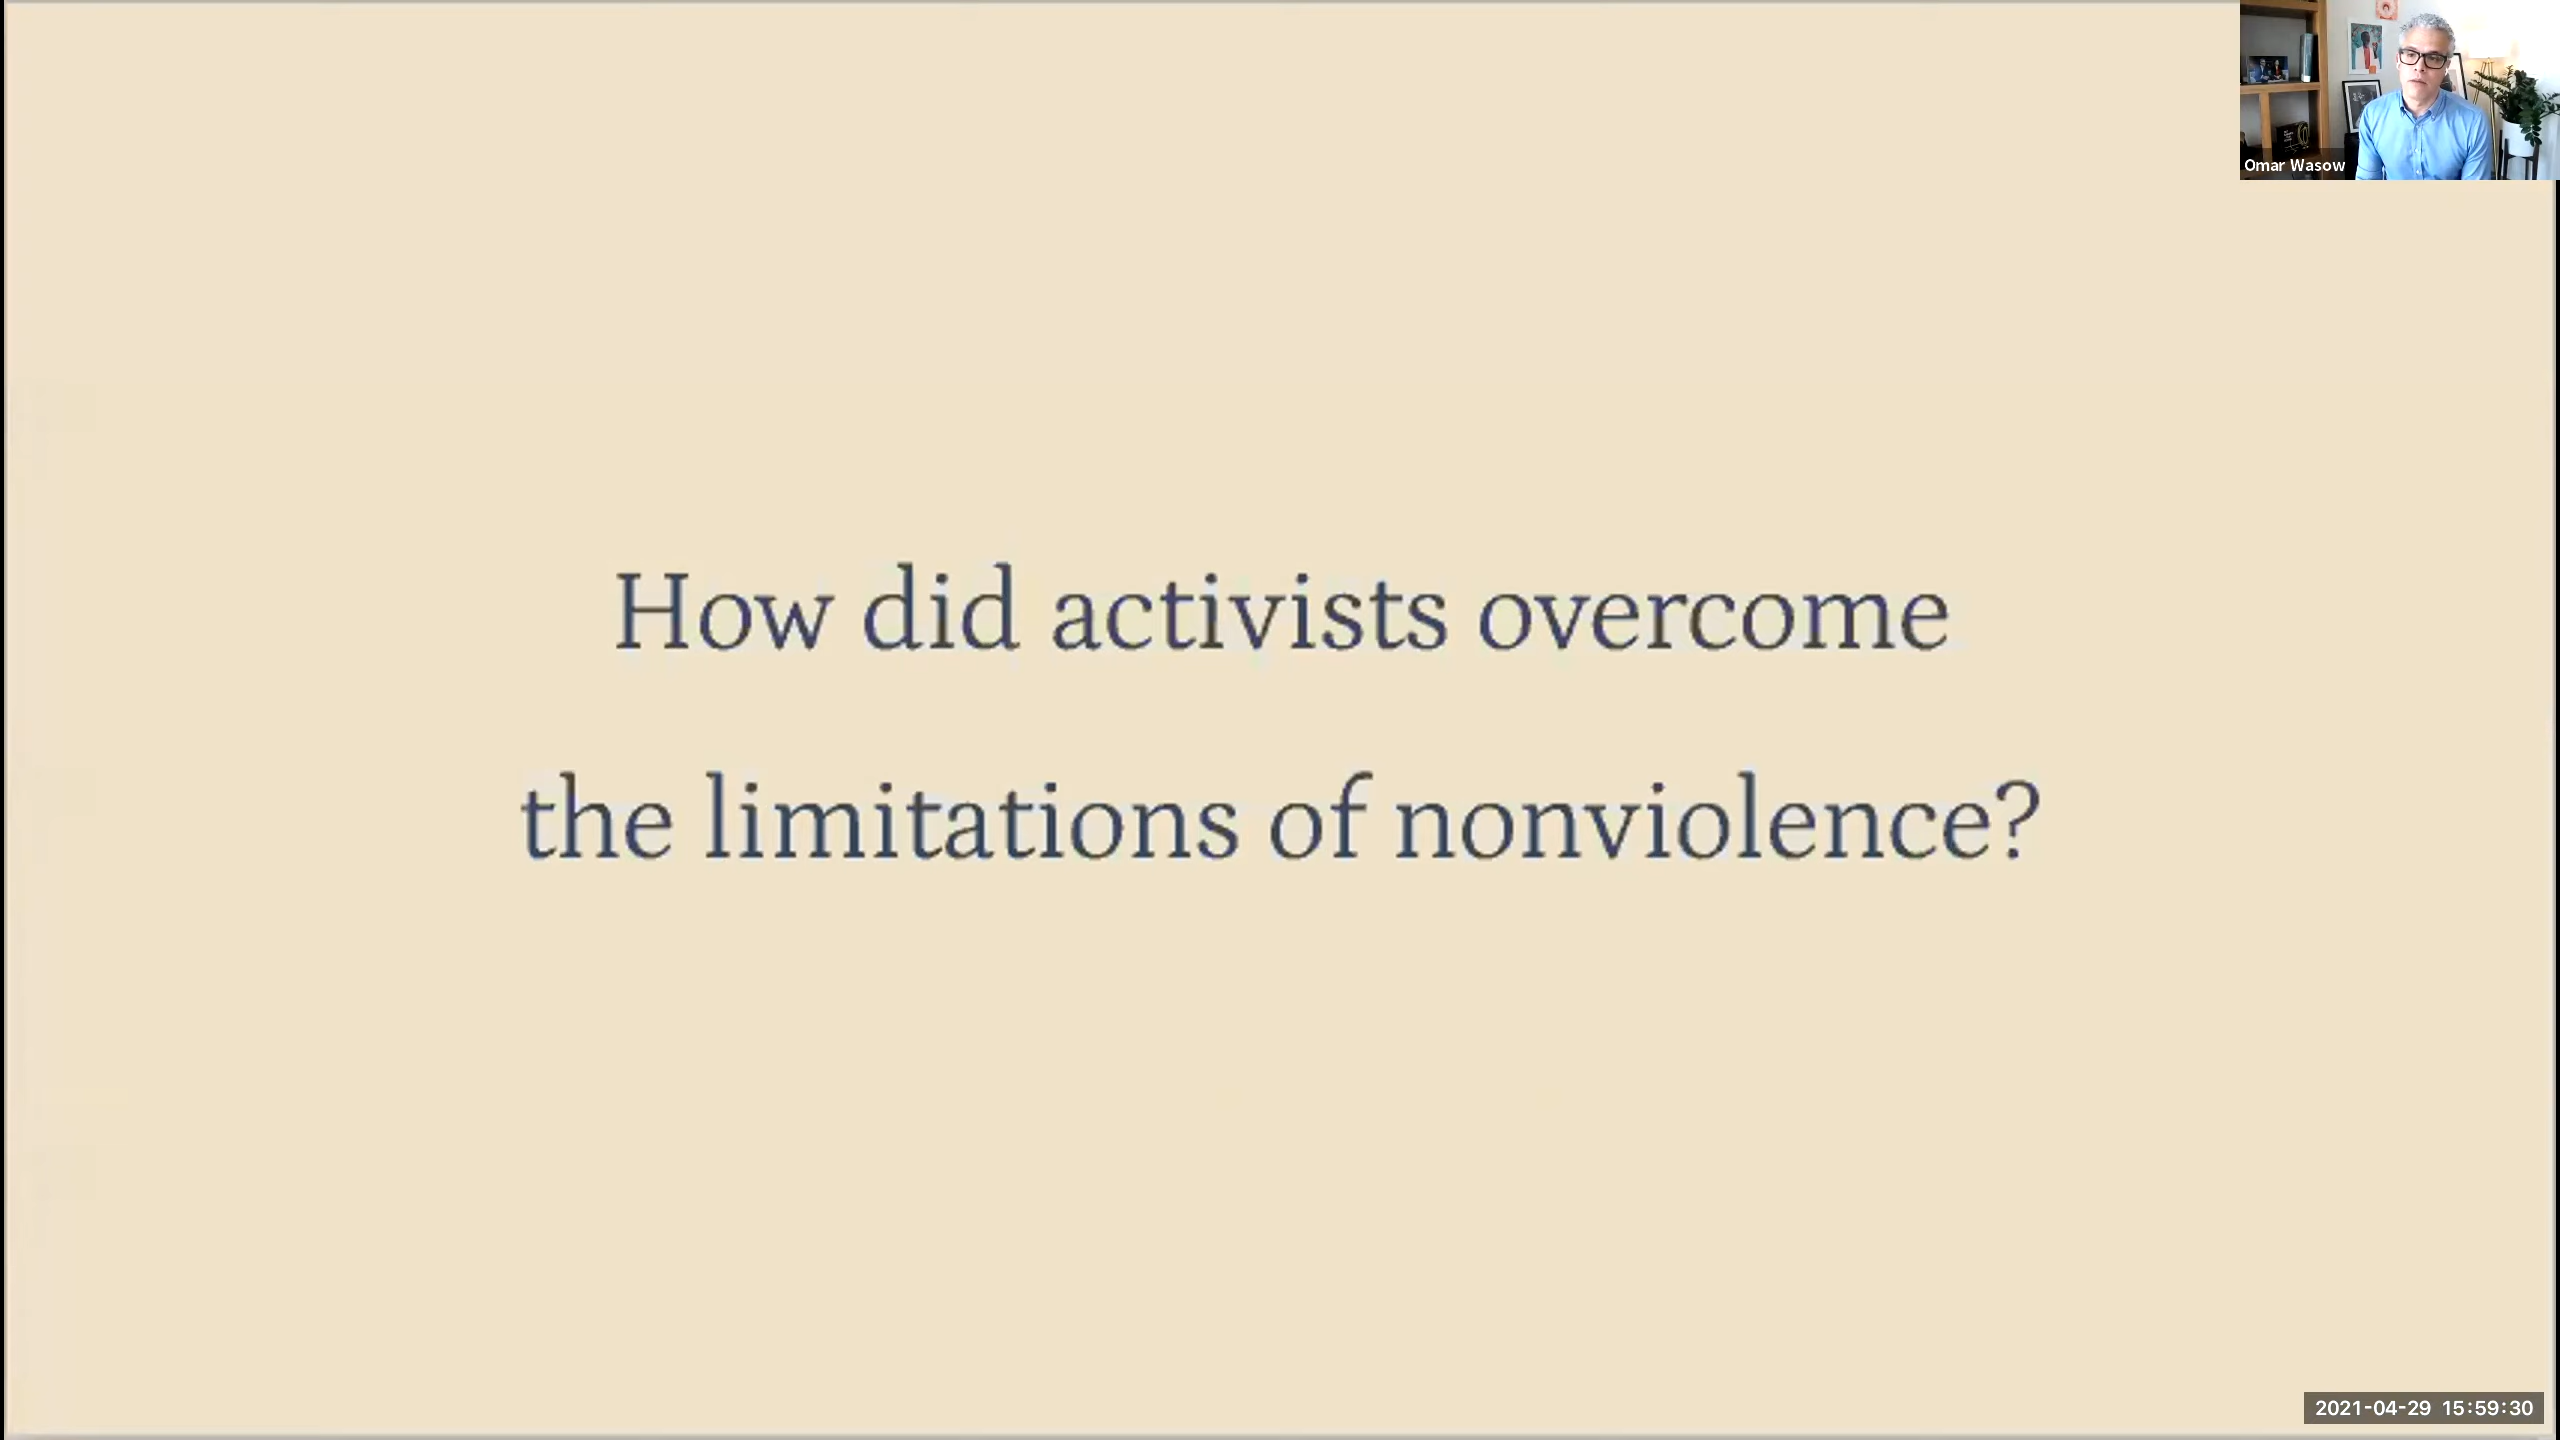 Omar Wasow
How did activists overcome
the limitations of nonviolence?
2021-04-29 15:59:30